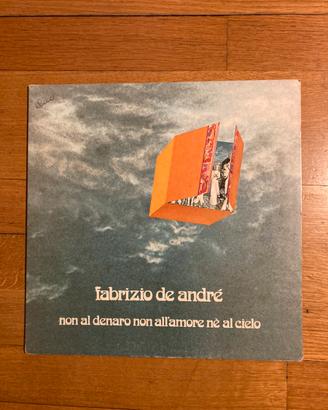 fabrizio de andré
non al denaro non all'amore nè al cielo